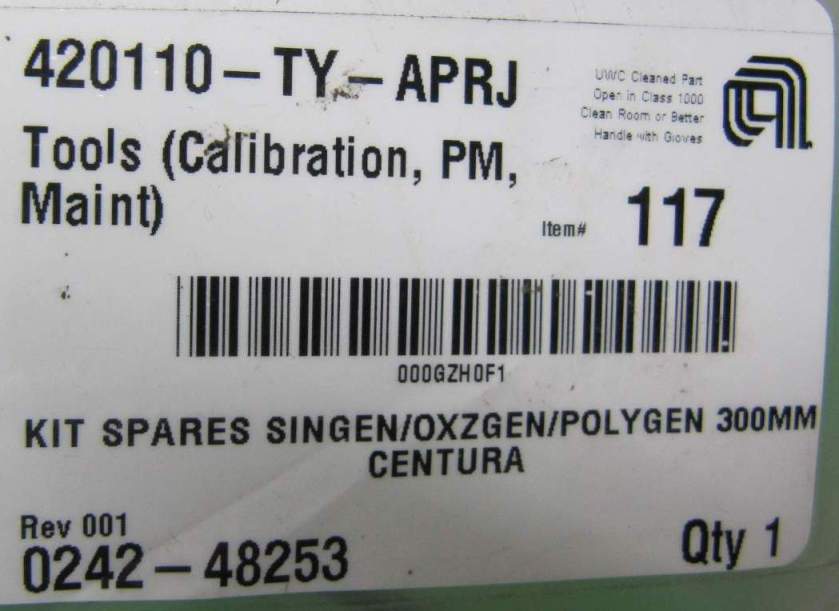 420110-TY-APRJ
UWC Cleaned Part
Open in Class 1000
Clean Room or Better
Handle with Gloves
Tools (Calibration, PM,
Maint)
Item# 117
000GZH0F1
KIT SPARES SINGEN/OXZGEN/POLYGEN 300MM
CENTURA
Rev 001
0242-48253
Qty 1